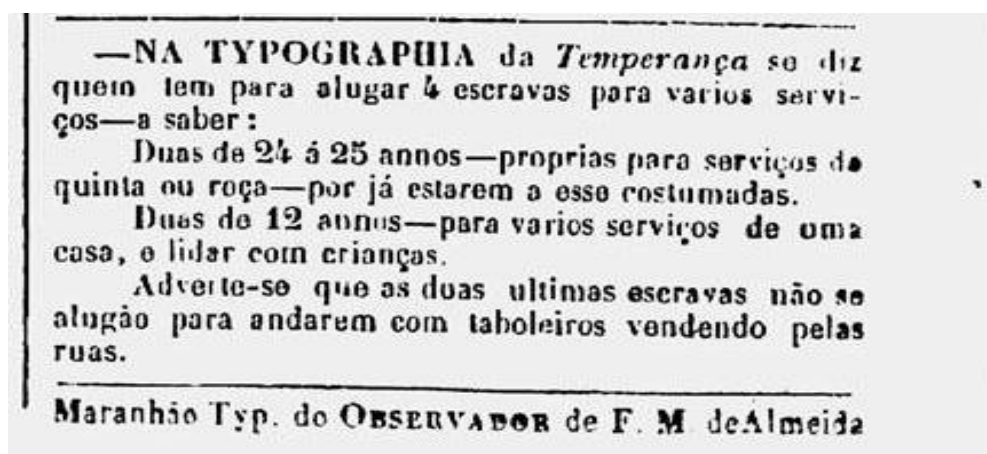 —NA TYPOGRAPHIA da Temperança se diz
quem tem para alugar 4 escravas para varios servi-
ços—a saber:
Duas de 24 á 25 annos—proprias para serviços de
quinta ou roça—por já estarem a esse costumadas.
Duas de 12 annos—para varios serviços de uma
casa, e lidar com crianças.
Adverte-se que as duas ultimas escravas não se
alugão para andarem com taboleiros vendendo pelas
ruas.
Maranhão Typ. do OBSERVADOR de F. M. deAlmeida